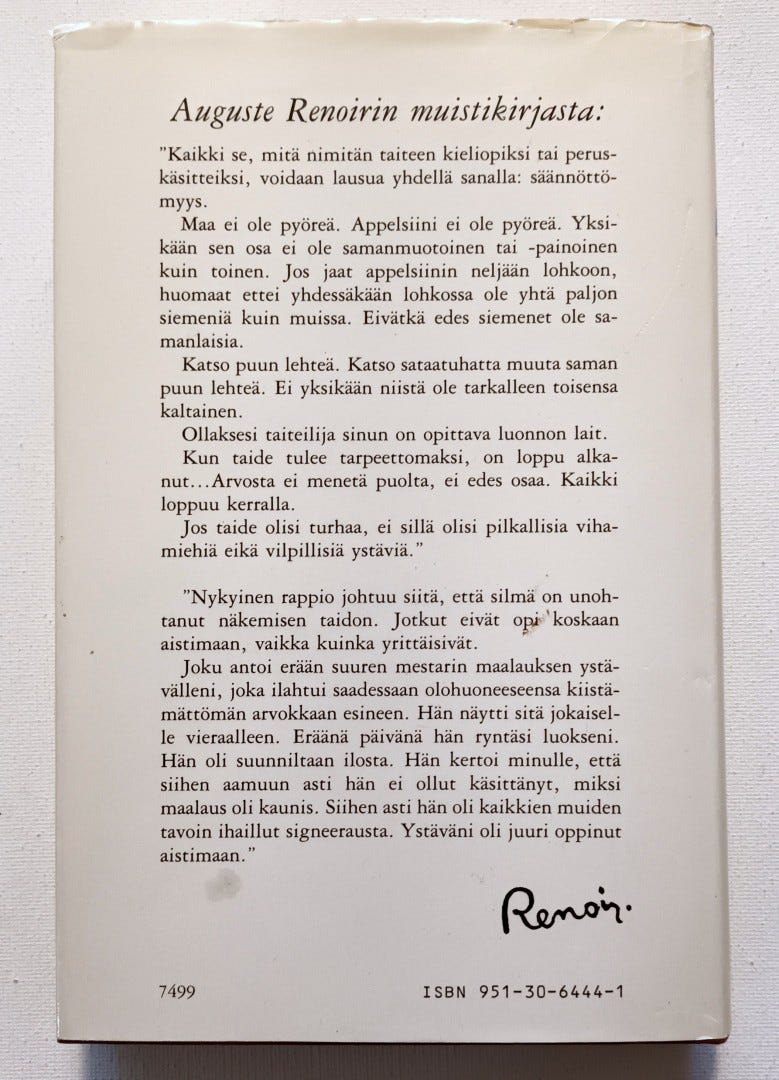 Auguste Renoirin muistikirjasta:
"Kaikki se, mitä nimitän taiteen kieliopiksi tai perus-
käsitteiksi, voidaan lausua yhdellä sanalla: säännöttö-
myys.
Maa ei ole pyöreä. Appelsiini ei ole pyöreä. Yksi-
kään sen osa ei ole samanmuotoinen tai -painoinen
kuin toinen. Jos jaat appelsiinin neljään lohkoon,
huomaat ettei yhdessäkään lohkossa ole yhtä paljon
siemeniä kuin muissa. Eivätkä edes siemenet ole sa-
manlaisia.
Katso puun lehteä. Katso sataatuhatta muuta saman
puun lehteä. Ei yksikään niistä ole tarkalleen toisensa
kaltainen.
Ollaksesi taiteilija sinun on opittava luonnon lait.
Kun taide tulee tarpeettomaksi, on loppu alka-
nut...Arvosta ei menetä puolta, ei edes osaa. Kaikki
loppuu kerralla.
Jos taide olisi turhaa, ei sillä olisi pilkallisia viha-
miehiä eikä vilpillisiä ystäviä."
"Nykyinen rappio johtuu siitä, että silmä on unoh-
tanut näkemisen taidon. Jotkut eivät opi koskaan
aistimaan, vaikka kuinka yrittäisivät.
Joku antoi erään suuren mestarin maalauksen ystä-
välleni, joka ilahtui saadessaan olohuoneeseensa kiistä-
mättömän arvokkaan esineen. Hän näytti sitä jokaisel-
le vieraalleen. Eräänä päivänä hän ryntäsi luokseni.
Hän oli suunniltaan ilosta. Hän kertoi minulle, että
siihen aamuun asti hän ei ollut käsittänyt, miksi
maalaus oli kaunis. Siihen asti hän oli kaikkien muiden
tavoin ihaillut signeerausta. Ystäväni oli juuri oppinut
aistimaan."
Renoir.
7499
ISBN 951-30-6444-1